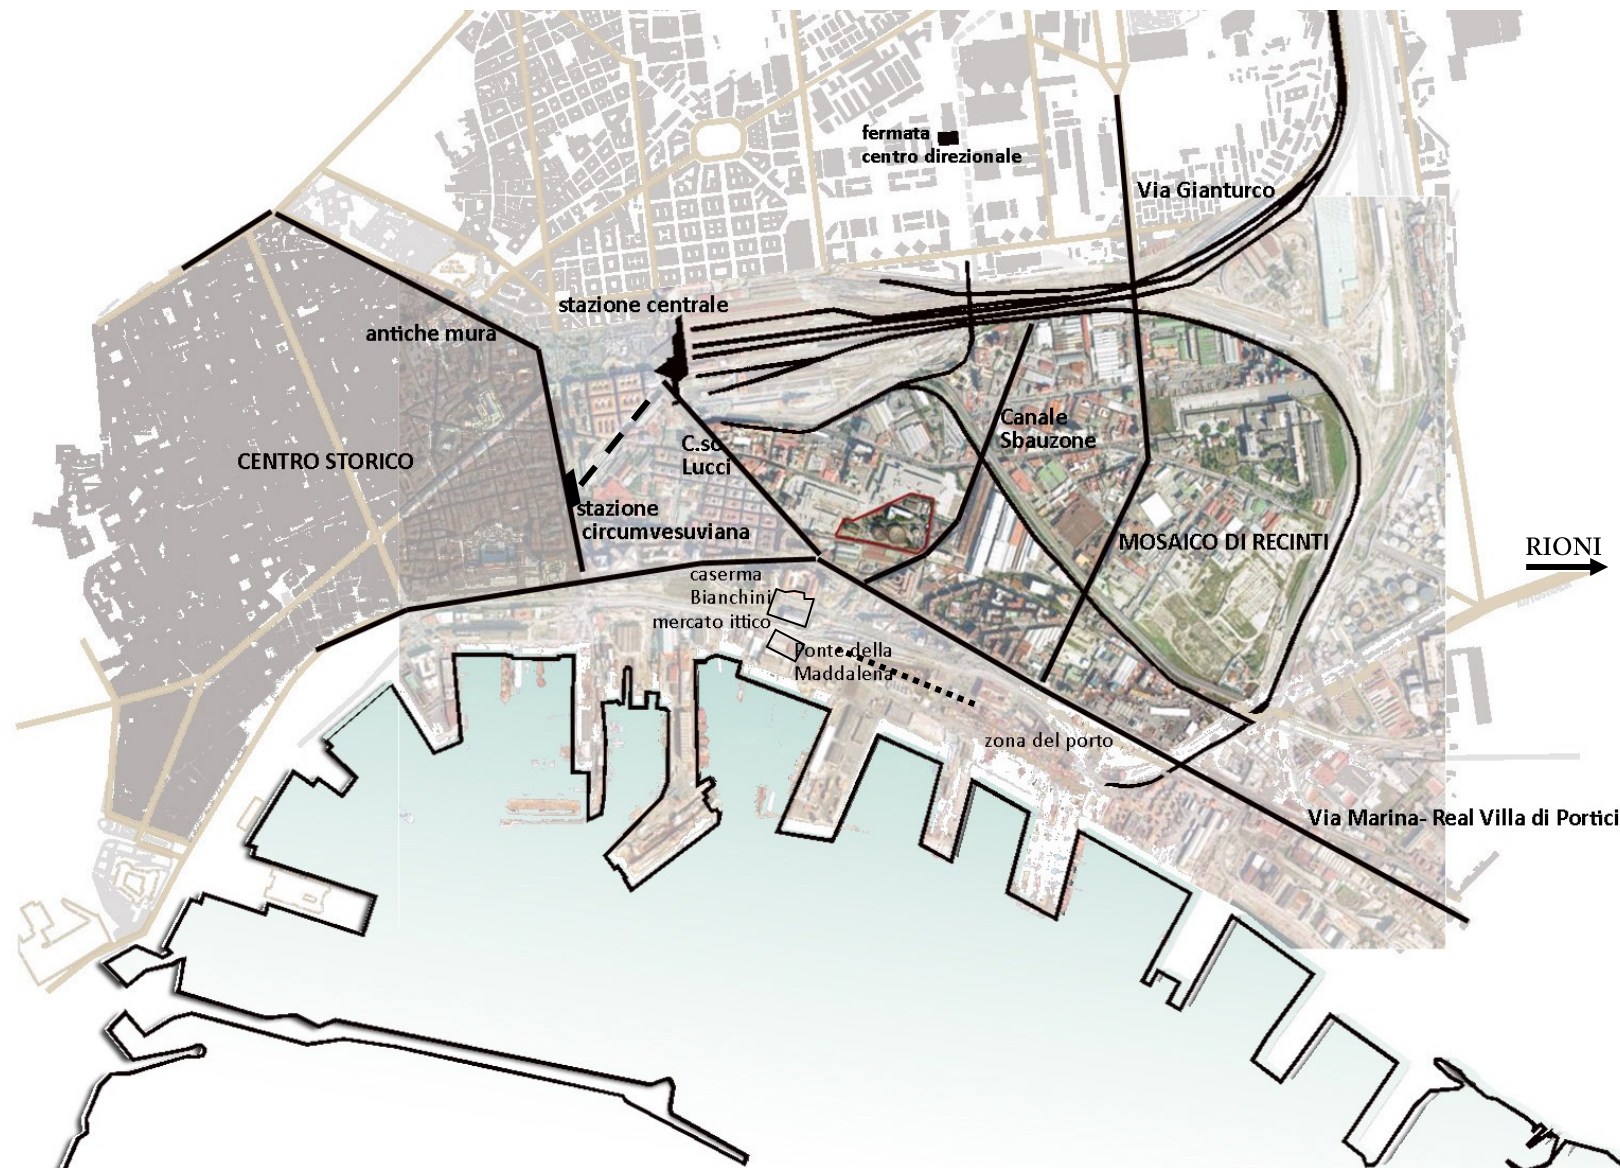 fermata
centro direzionale
Via Gianturco
stazione centrale
antiche mura
Canale
Sbauzone
C.so
Lucci
CENTRO STORICO
stazione
circumvesuviana
MOSAICO DI RECINTI
RIONI
caserma
Bianchini
mercato ittico
Ponte della
Maddalena
zona del porto
Via Marina- Real Villa di Portici